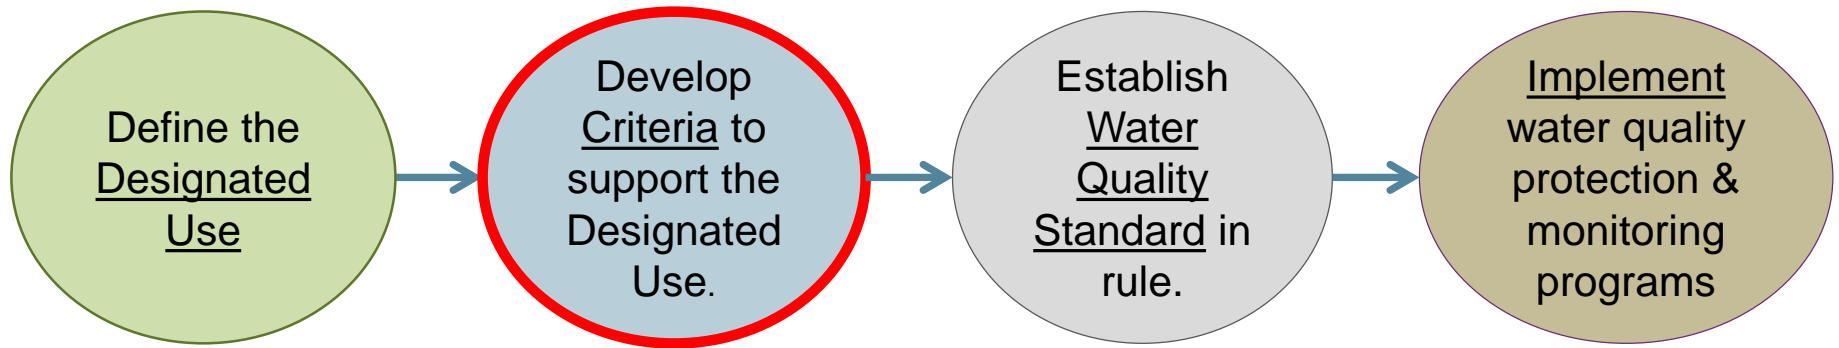 Define the
Designated
Use
Develop
Criteria to
support the
Designated
Use.
Establish
Water
Quality
Standard in
rule.
Implement
water quality
protection &
monitoring
programs